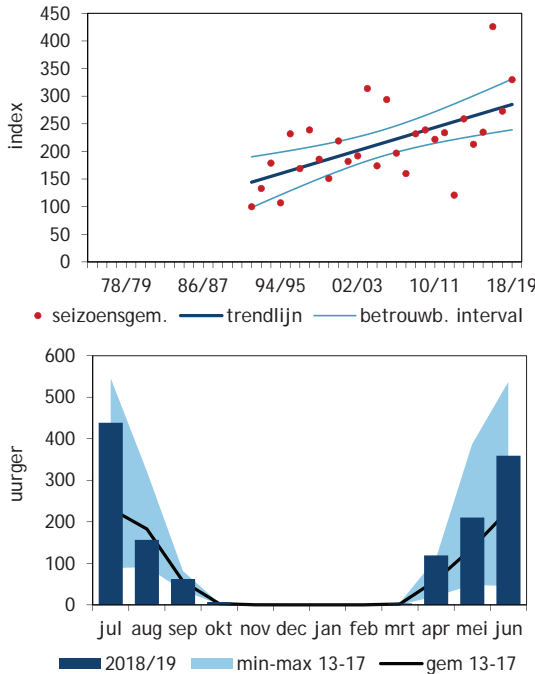 450
400
350
300
250
200
150
100
50
0
index
78/79 86/87 94/95 02/03 10/11 18/19
seizoensgem. trendlijn betrouwb. interval
600
500
400
300
200
100
0
uurger
jul aug sep okt nov dec jan feb mrt apr mei jun
2018/19 min-max 13-17 gem 13-17